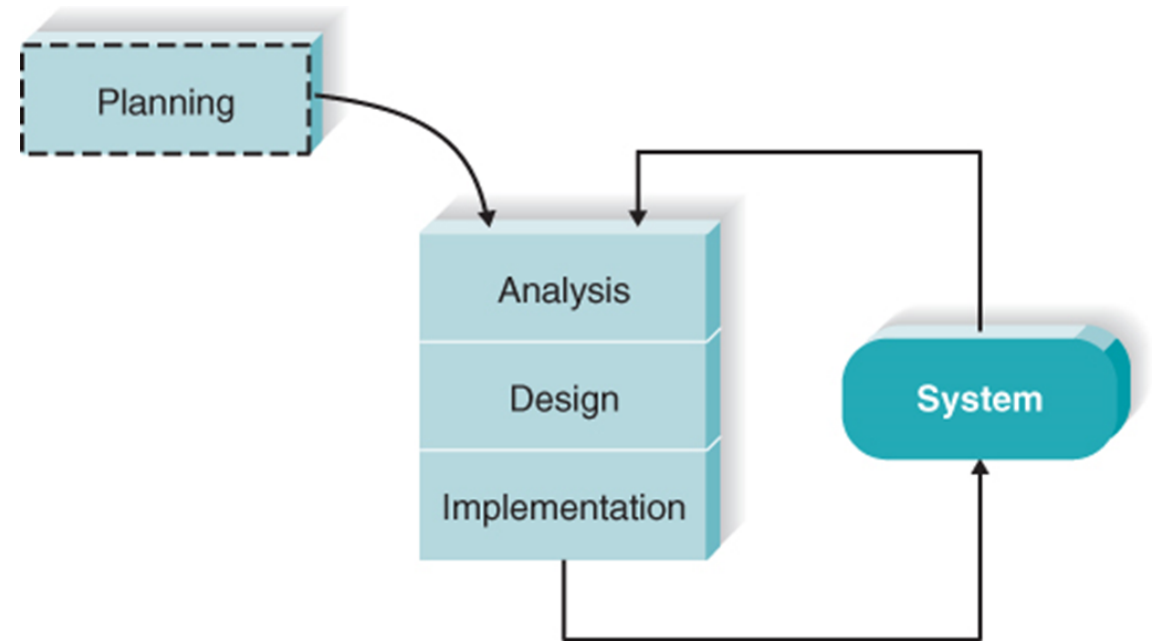 Planning
Analysis
Design
System
Implementation